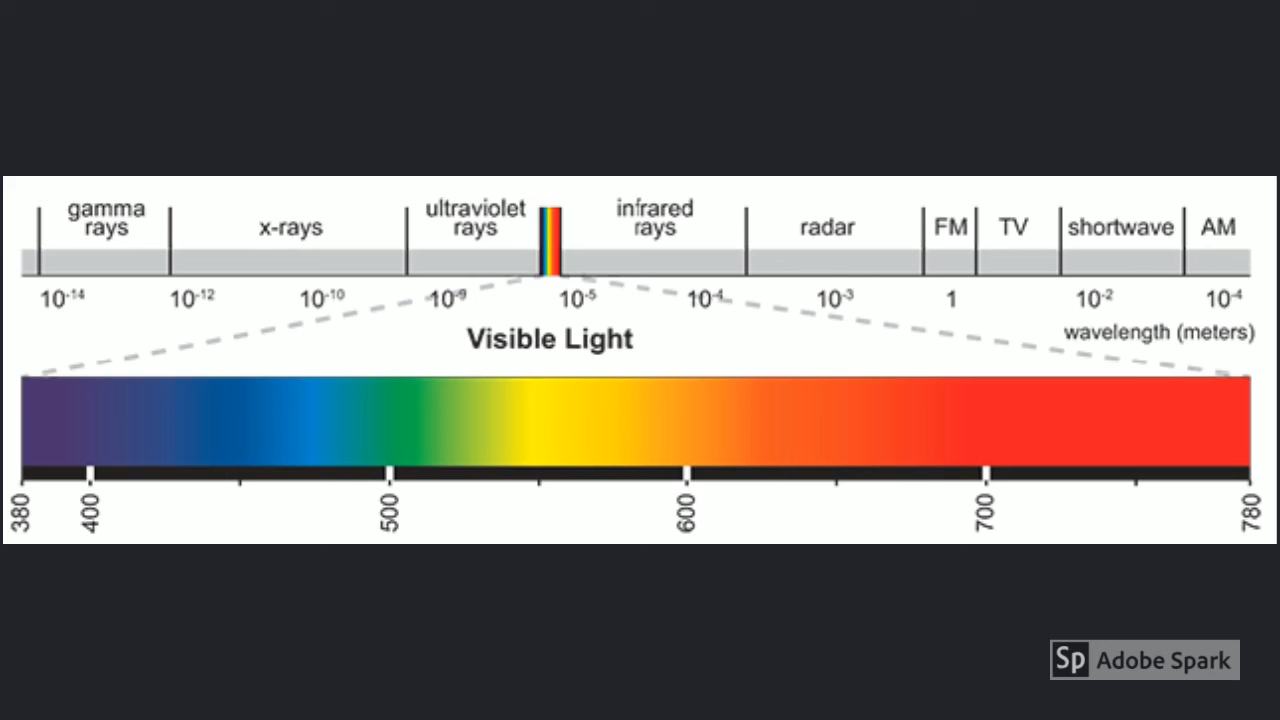 gamma
rays
x-rays
ultraviolet
rays
infrared
rays
radar
FM
TV
shortwave
AM
10-14
10-12
10-10
10-9
10-5
10-4
10-3
1
10-2
10-4
wavelength (meters)
Visible Light
380
400
500
600
700
780
Sp Adobe Spark